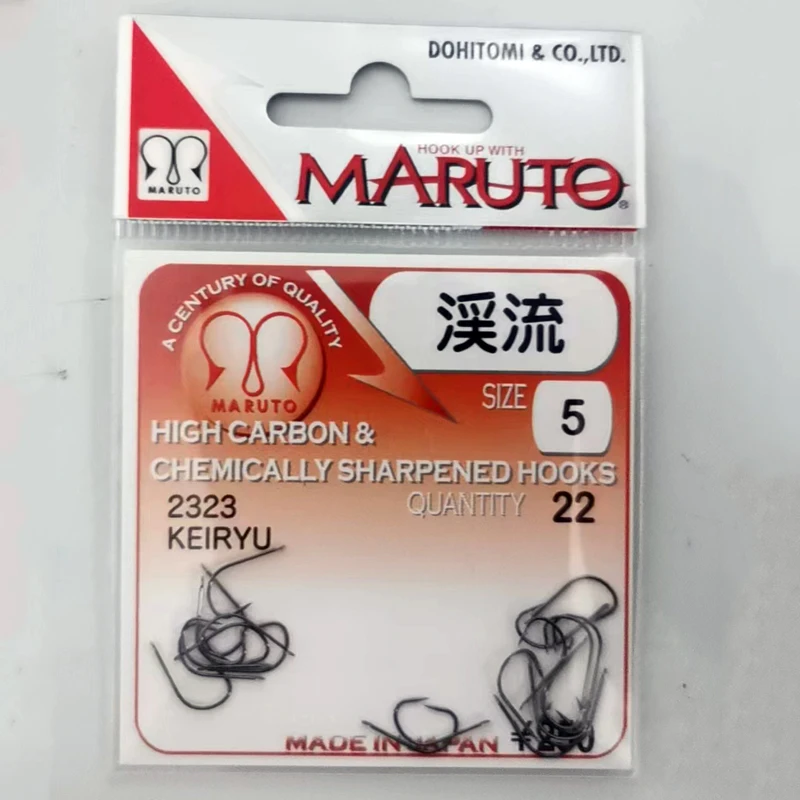 DOHITOMI & CO.,LTD.
HOOK UP WITH
MARUTO®
MARUTO
A CENTURY OF QUALITY
MARUTO
渓流
SIZE 5
HIGH CARBON &
CHEMICALLY SHARPENED HOOKS
QUANTITY 22
2323
KEIRYU
MADE IN JAPAN